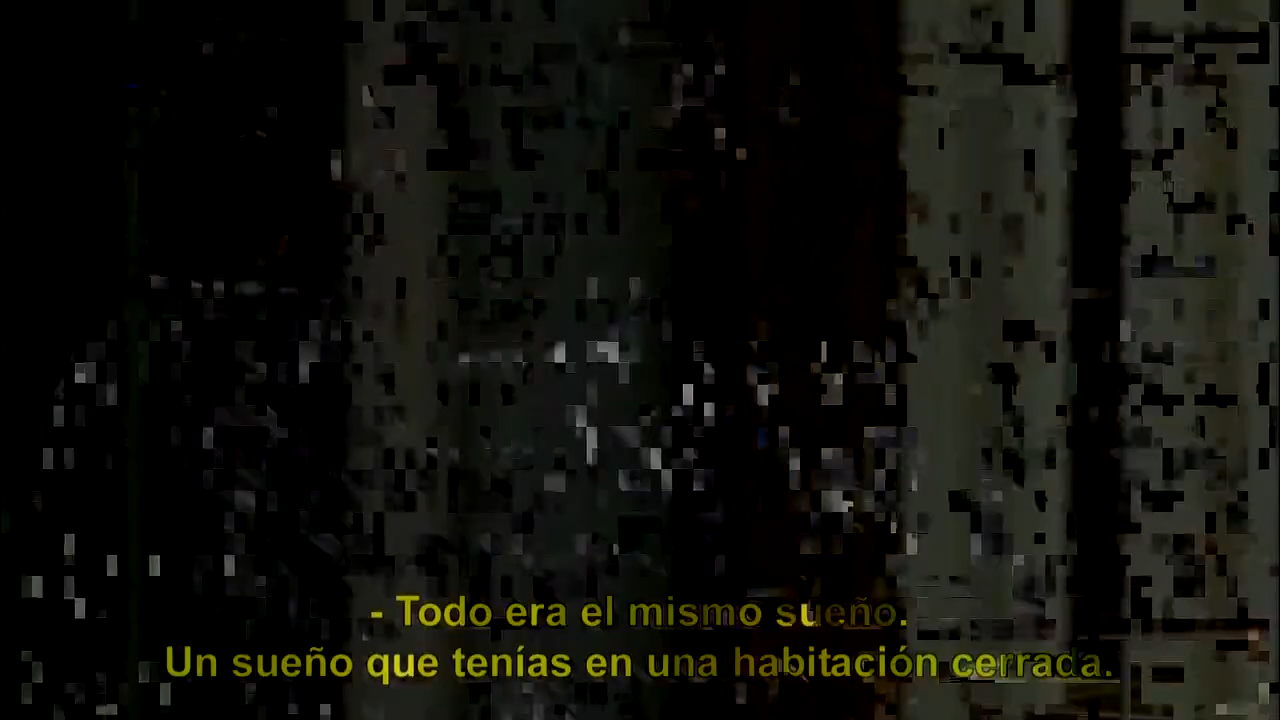 - Todo era el mismo sueño.
Un sueño que tenías en una habitación cerrada.